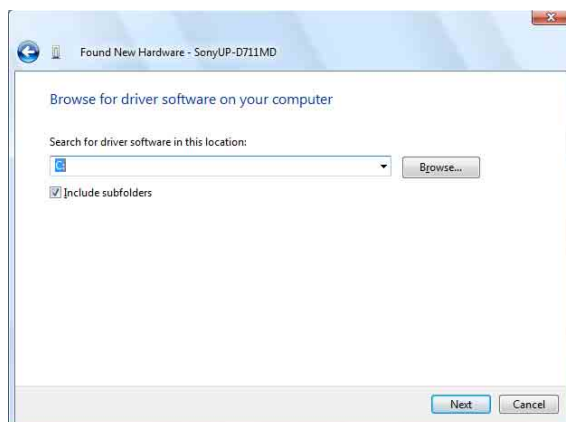 Found New Hardware - SonyUP-D711MD
Browse for driver software on your computer
Search for driver software in this location:
C:
Browse...
Include subfolders
Next
Cancel